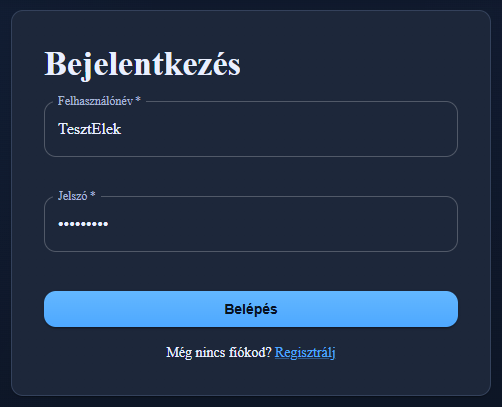 Bejelentkezés
Felhasználónév *
TesztElek
Jelszó *
•••••••••
Belépés
Még nincs fiókod? Regisztrálj